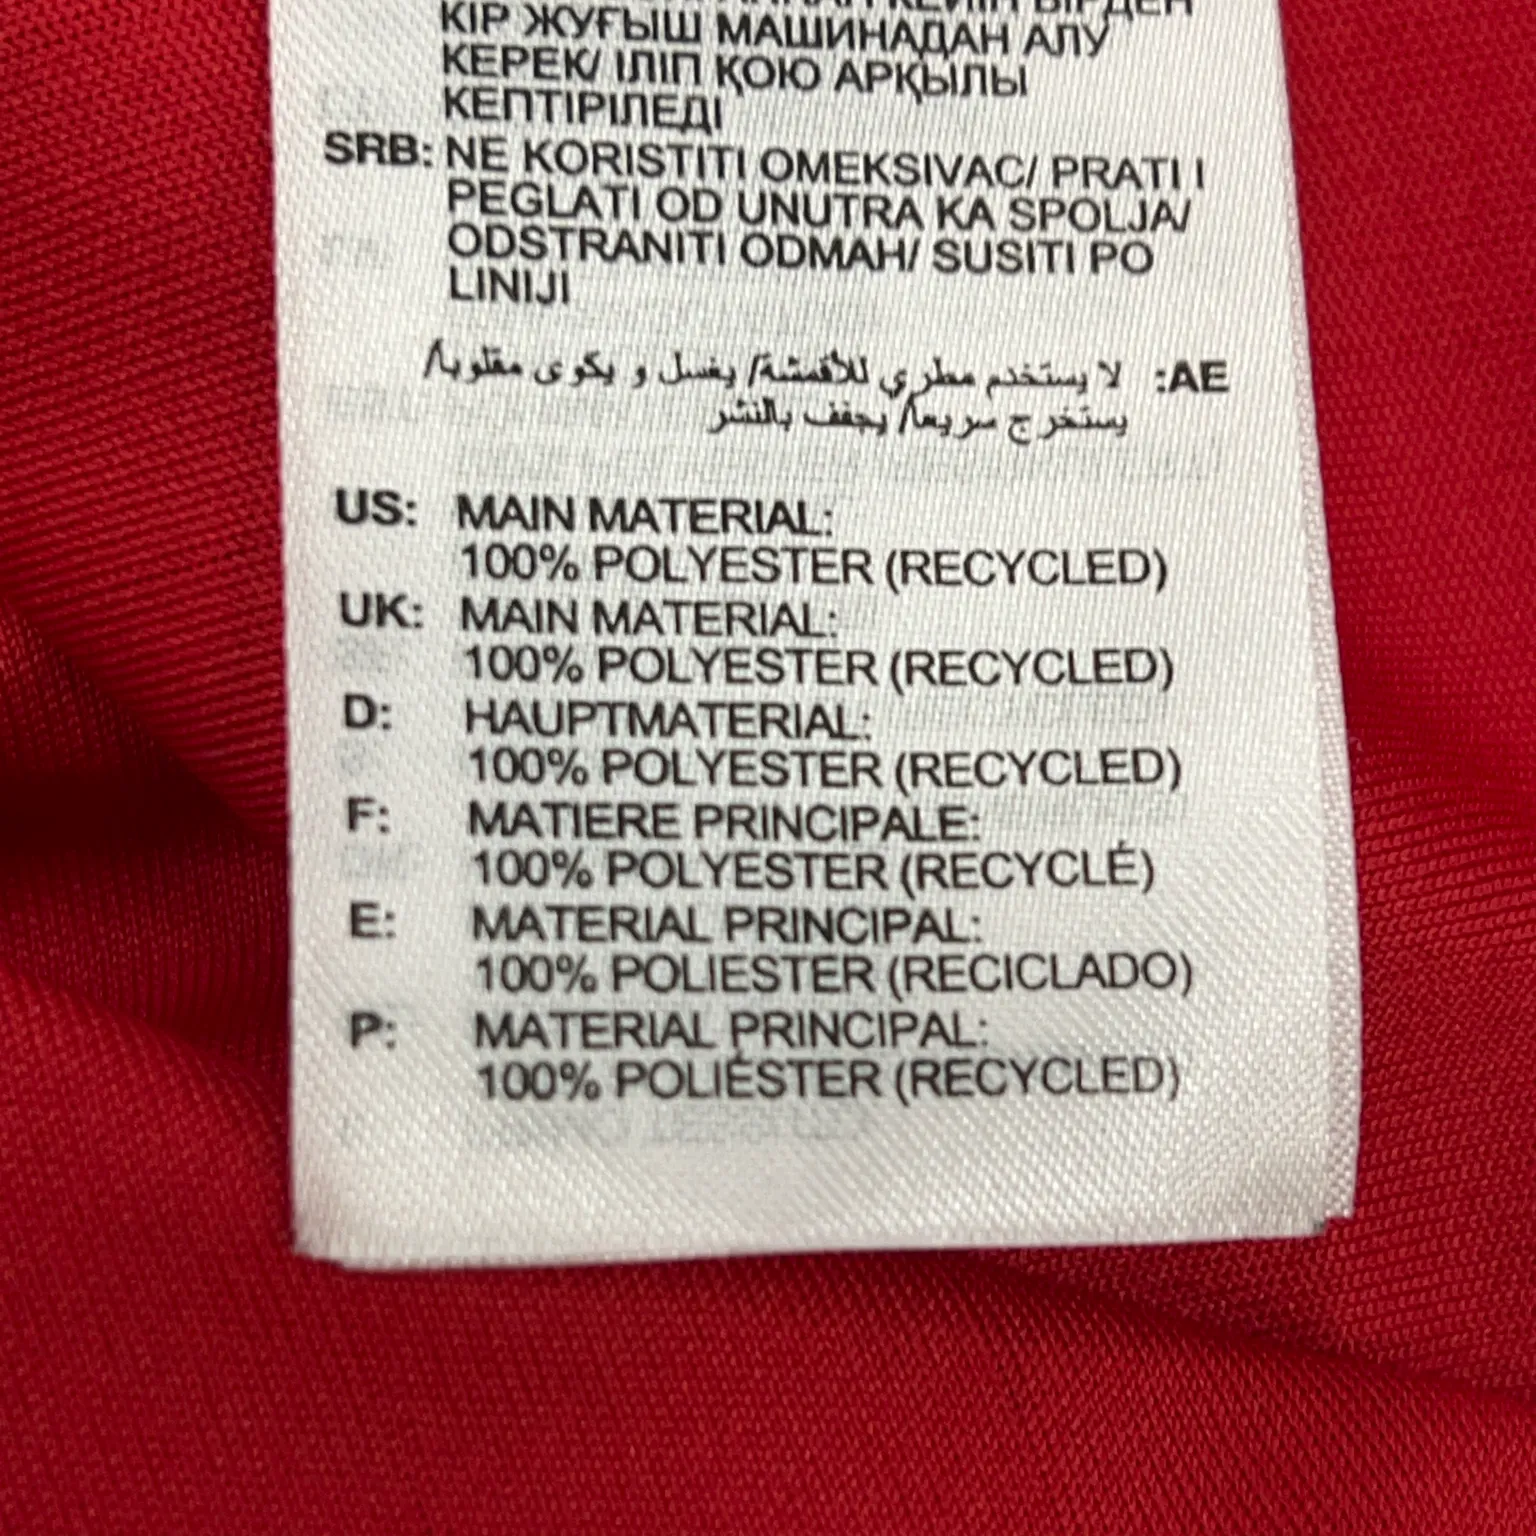 КЕЙІН БІРДЕН
КІР ЖУҒЫШ МАШИНАДАН АЛУ
КЕРЕК/ ІЛІП ҚОЮ АРҚЫЛЫ
КЕПТІРІЛЕДІ
SRB: NE KORISTITI OMEKSIVAC/ PRATI I
PEGLATI OD UNUTRA KA SPOLJA/
ODSTRANITI ODMAH/ SUSITI PO
LINIJI
AE: لا يستخدم مطري للأقمشة/ يغسل و يكوى مقلوبا/
يستخرج سريعا/ يجفف بالنشر
US: MAIN MATERIAL:
100% POLYESTER (RECYCLED)
UK: MAIN MATERIAL:
100% POLYESTER (RECYCLED)
D: HAUPTMATERIAL:
100% POLYESTER (RECYCLED)
F: MATIERE PRINCIPALE:
100% POLYESTER (RECYCLÉ)
E: MATERIAL PRINCIPAL:
100% POLIESTER (RECICLADO)
P: MATERIAL PRINCIPAL:
100% POLIÉSTER (RECYCLED)